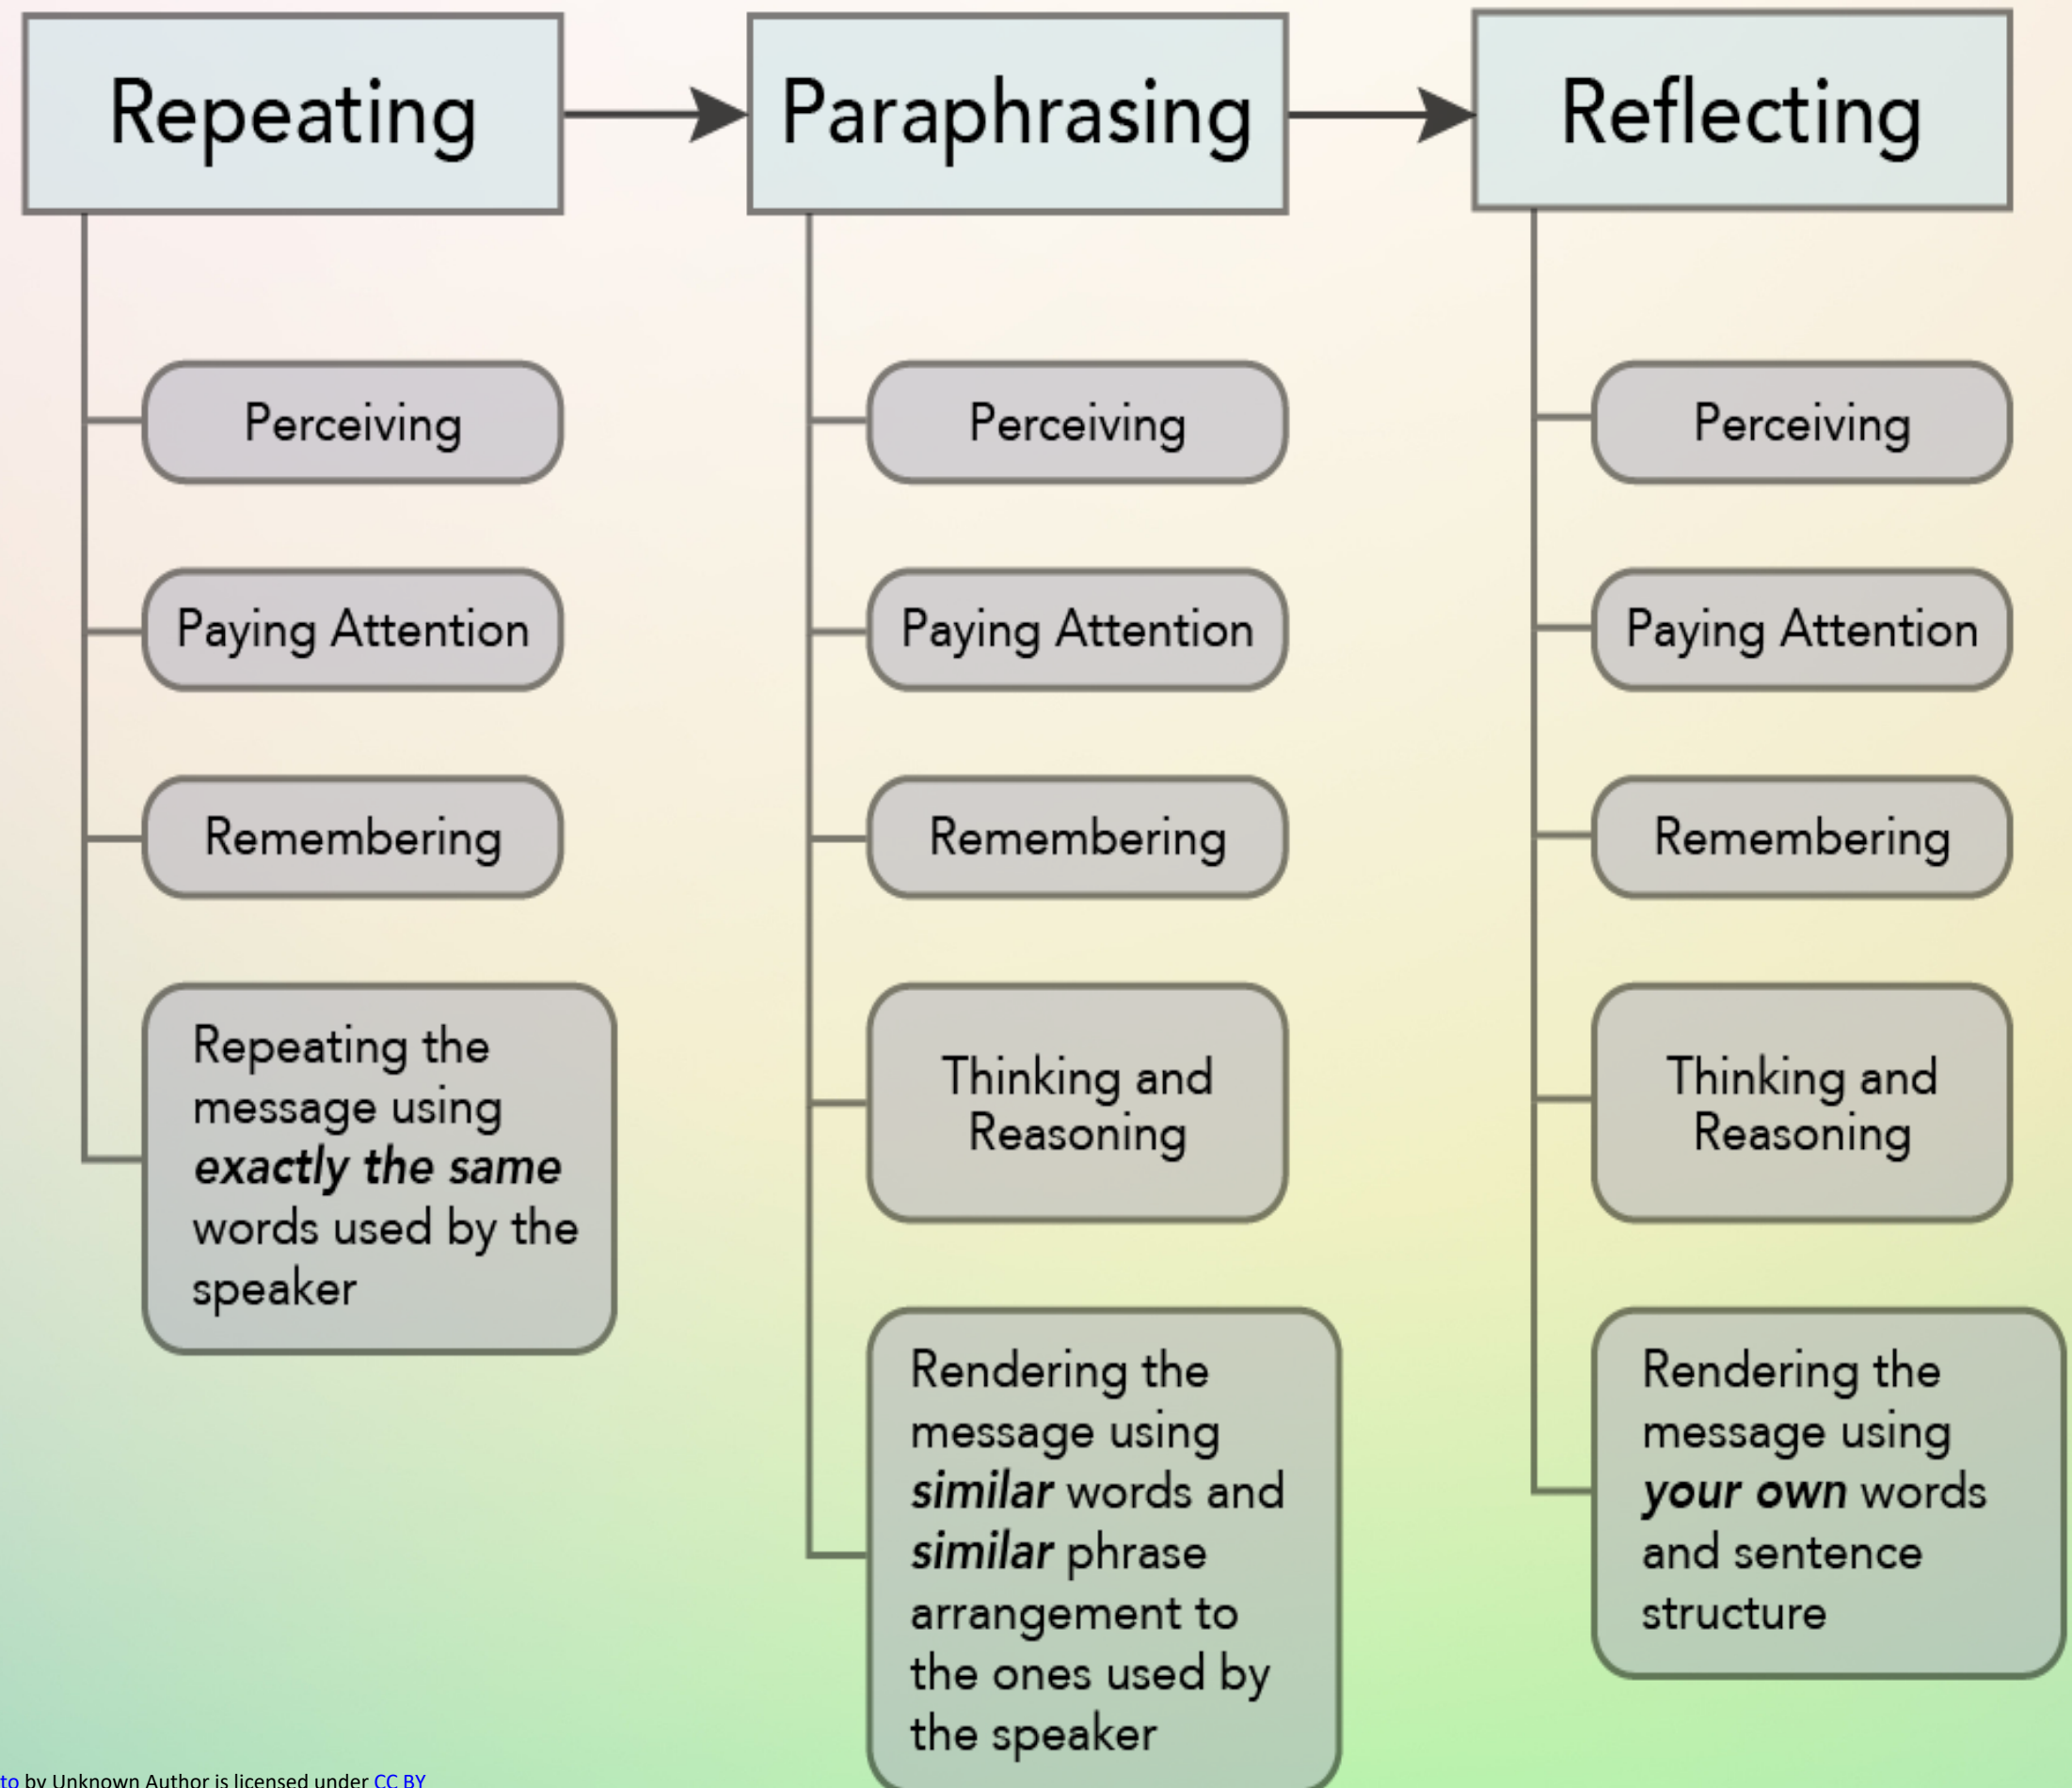 Repeating
Perceiving
Paying Attention
Remembering
Repeating the
message using
exactly the same
words used by the
speaker
Paraphrasing
Perceiving
Paying Attention
Remembering
Thinking and
Reasoning
Rendering the
message using
similar words and
similar phrase
arrangement to
the ones used by
the speaker
Reflecting
Perceiving
Paying Attention
Remembering
Thinking and
Reasoning
Rendering the
message using
your own words
and sentence
structure
to by Unknown Author is licensed under CC BY